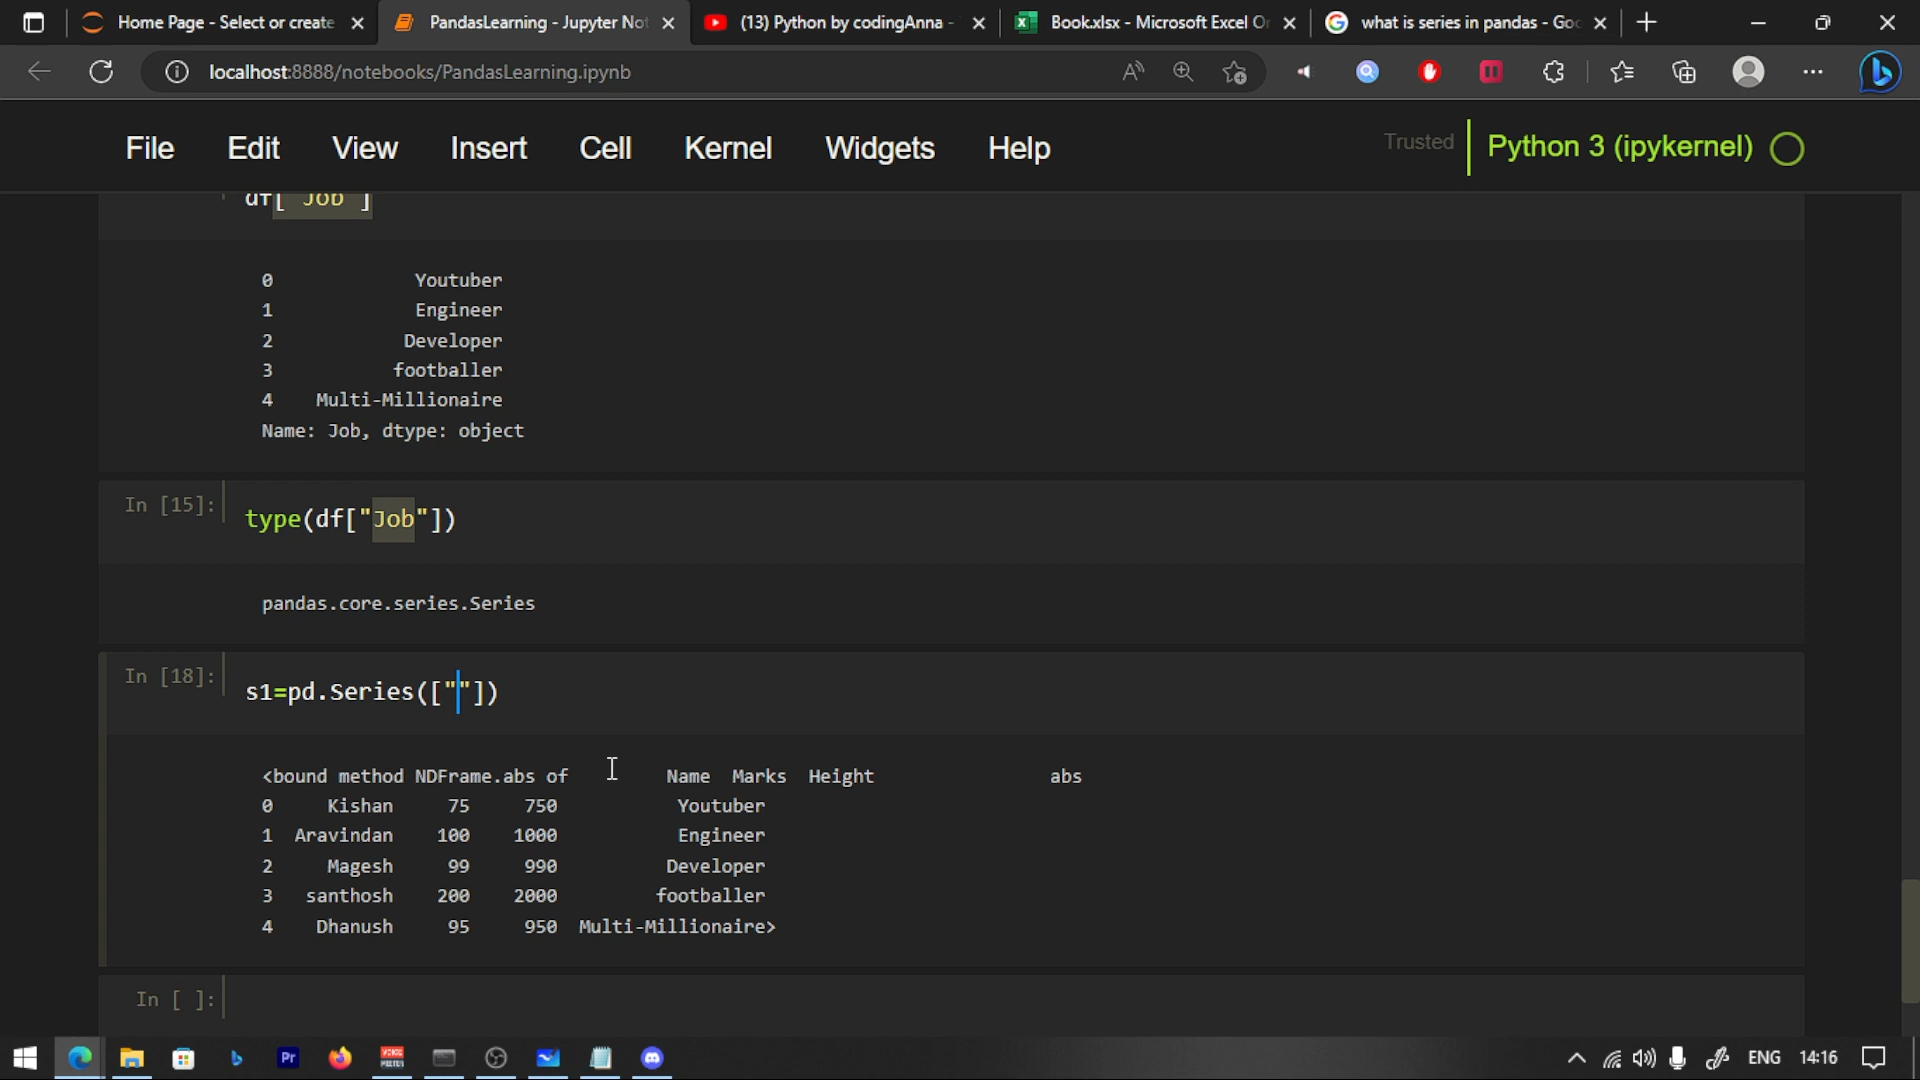 Home Page - Select or create
PandasLearning - Jupyter Not
(13) Python by codingAnna -
Book.xlsx - Microsoft Excel On
what is series in pandas - Goo
localhost:8888/notebooks/PandasLearning.ipynb
File Edit View Insert Cell Kernel Widgets Help
Trusted
Python 3 (ipykernel)
df["Job"]
0 Youtuber
1 Engineer
2 Developer
3 footballer
4 Multi-Millionaire
Name: Job, dtype: object
In [15]: type(df["Job"])
pandas.core.series.Series
In [18]: s1=pd.Series([""])
<bound method NDFrame.abs of Name Marks Height abs
0 Kishan 75 750 Youtuber
1 Aravindan 100 1000 Engineer
2 Magesh 99 990 Developer
3 santhosh 200 2000 footballer
4 Dhanush 95 950 Multi-Millionaire>
In [ ]:
ENG 14:16